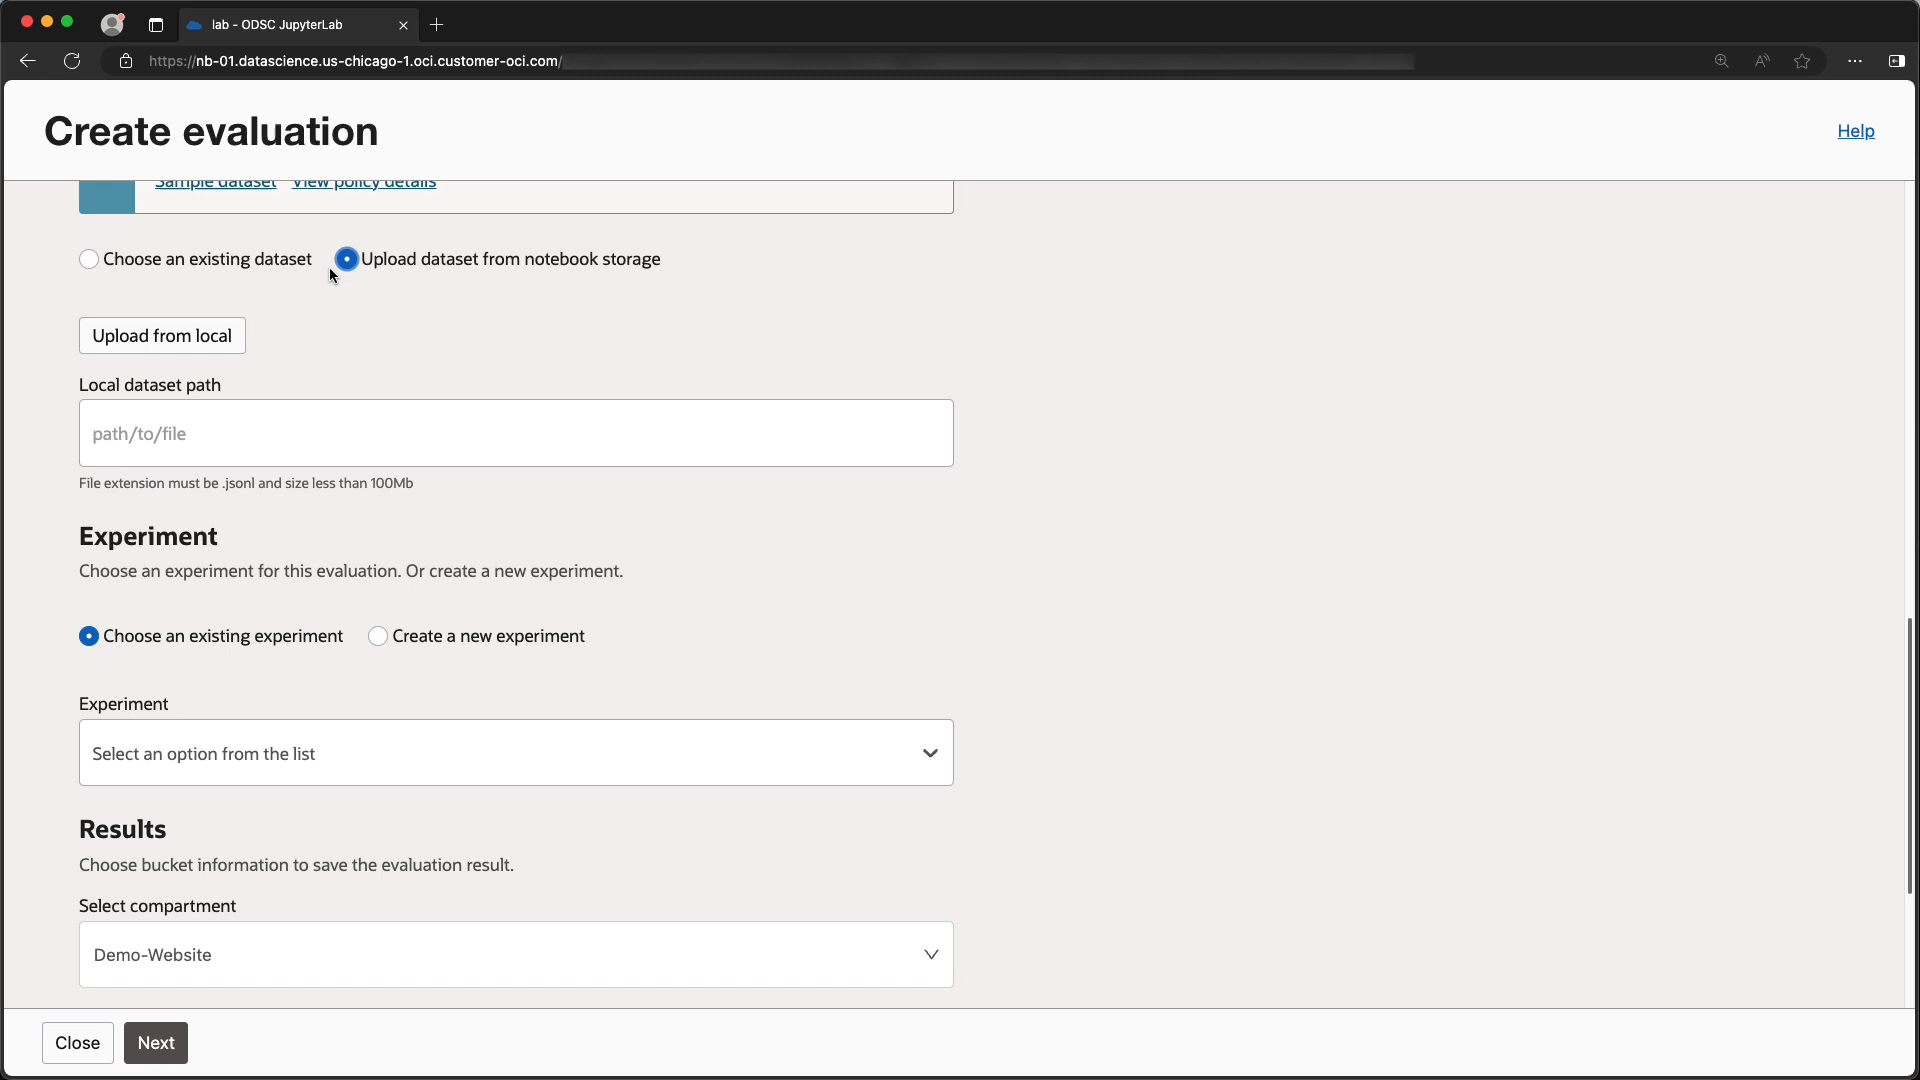 lab - ODSC JupyterLab
https://nb-01.datascience.us-chicago-1.oci.customer-oci.com/
Create evaluation
Help
Sample dataset View policy details
Choose an existing dataset Upload dataset from notebook storage
Upload from local
Local dataset path
path/to/file
File extension must be .jsonl and size less than 100Mb
Experiment
Choose an experiment for this evaluation. Or create a new experiment.
Choose an existing experiment Create a new experiment
Experiment
Select an option from the list
Results
Choose bucket information to save the evaluation result.
Select compartment
Demo-Website
Close Next